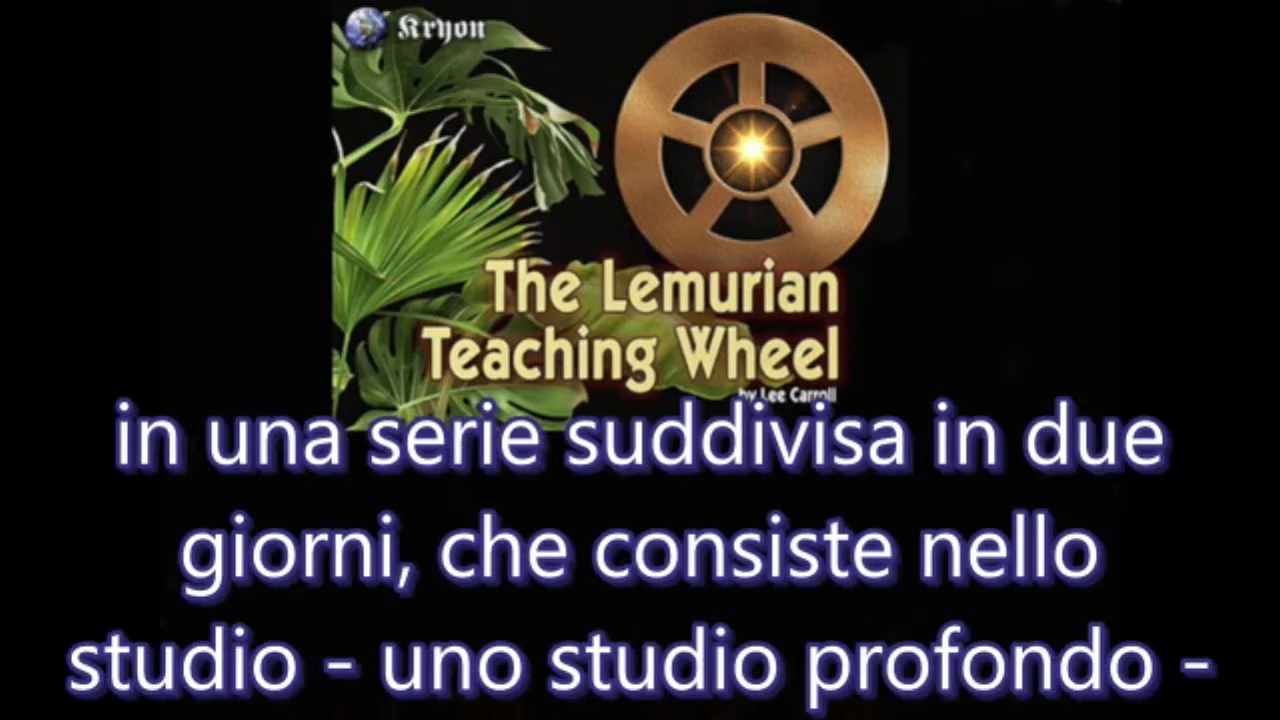 Kryon
The Lemurian
Teaching Wheel
by Lee Carroll
in una serie suddivisa in due
giorni, che consiste nello
studio - uno studio profondo -